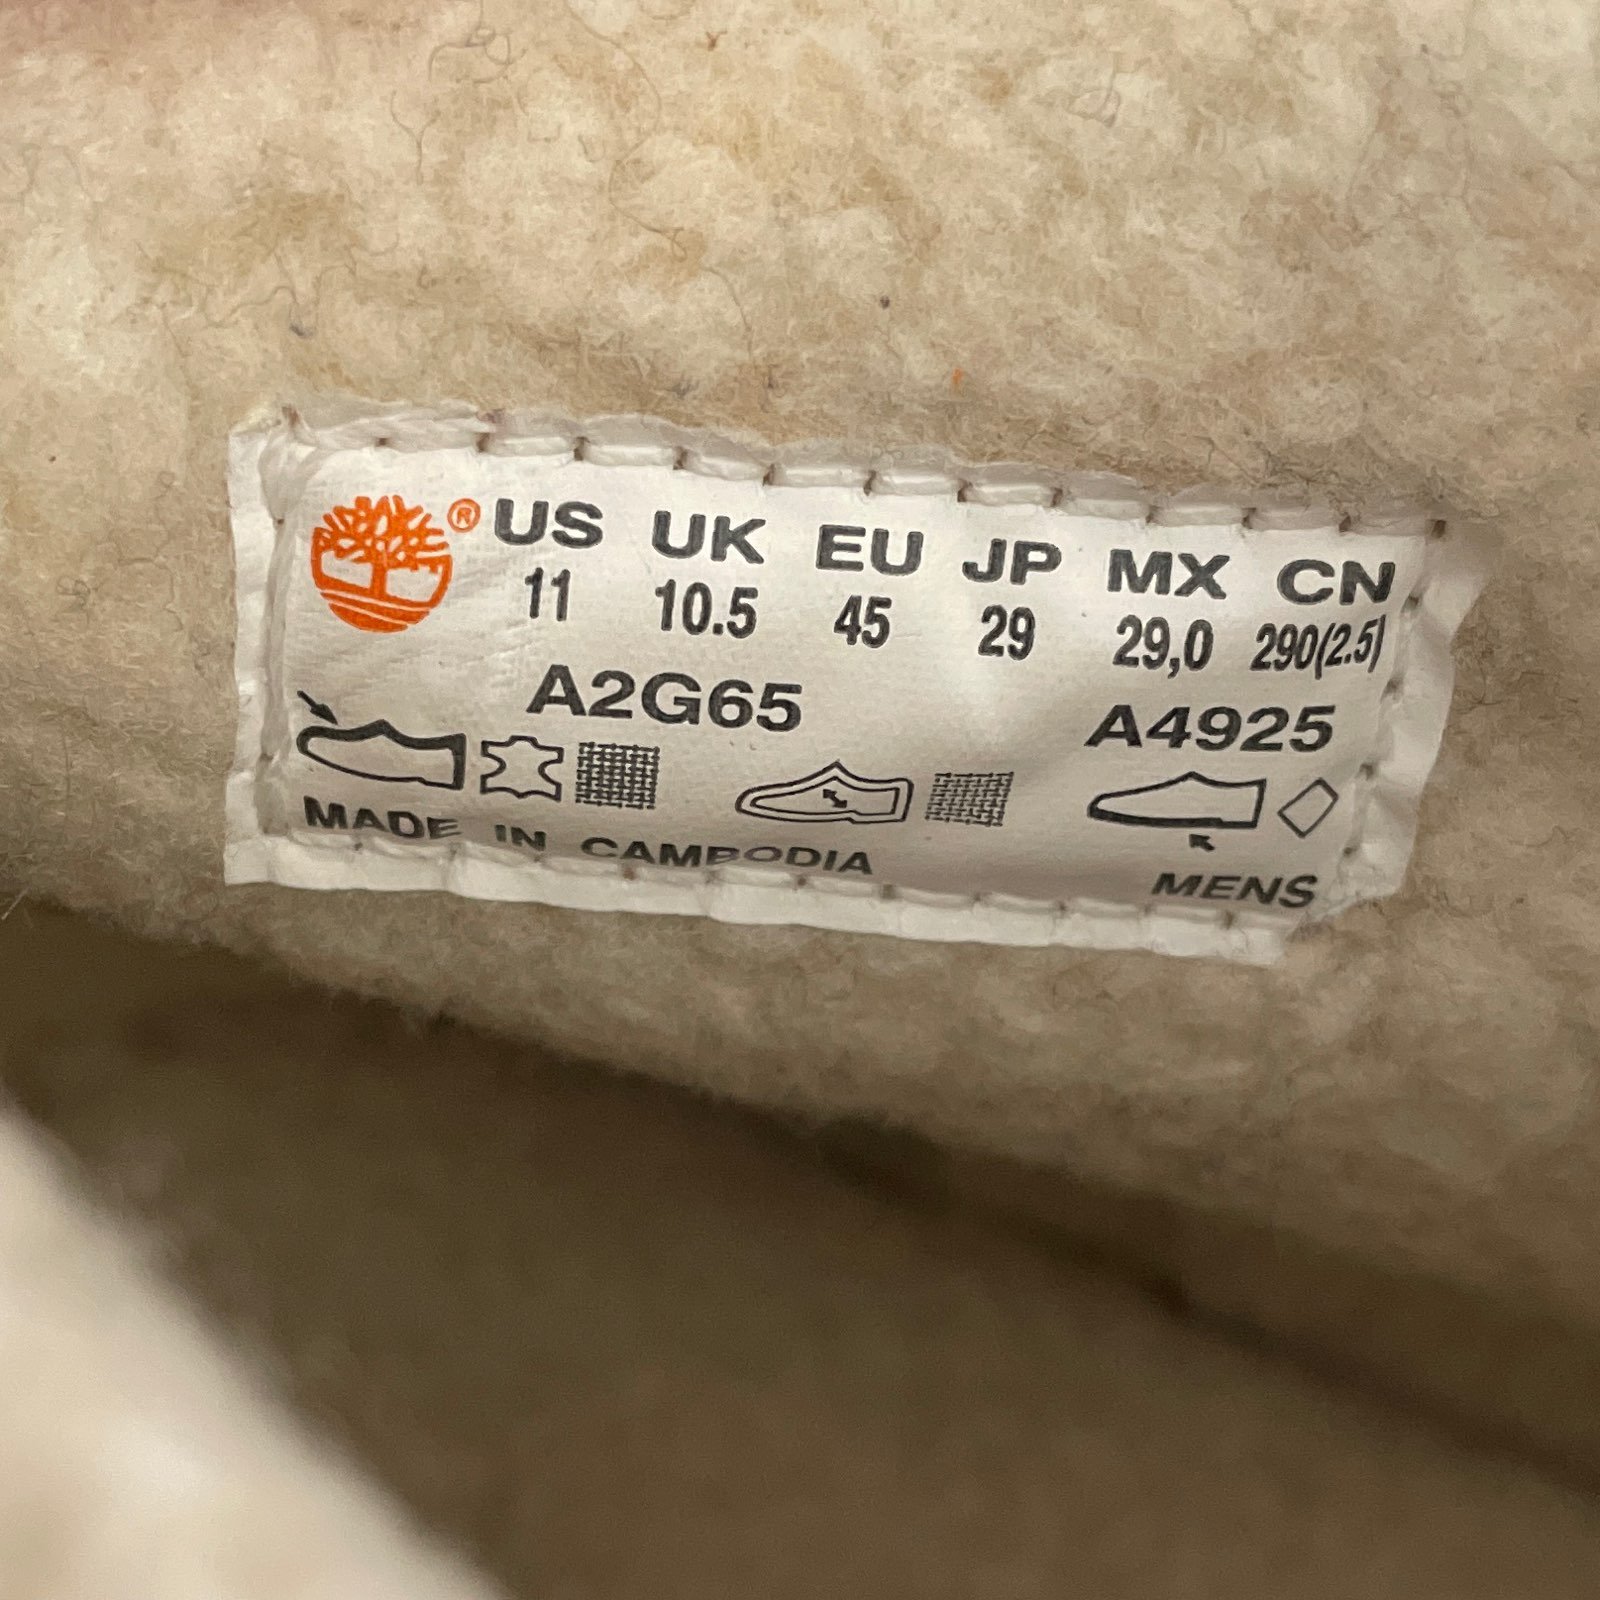 ® US UK EU JP MX CN
11 10.5 45 29 29,0 290(2.5)
A2G65 A4925
MADE IN CAMBODIA MENS